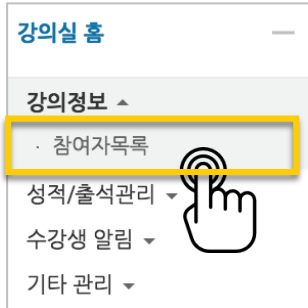 강의실 홈
강의정보
· 참여자목록
성적/출석관리
수강생 알림
기타 관리